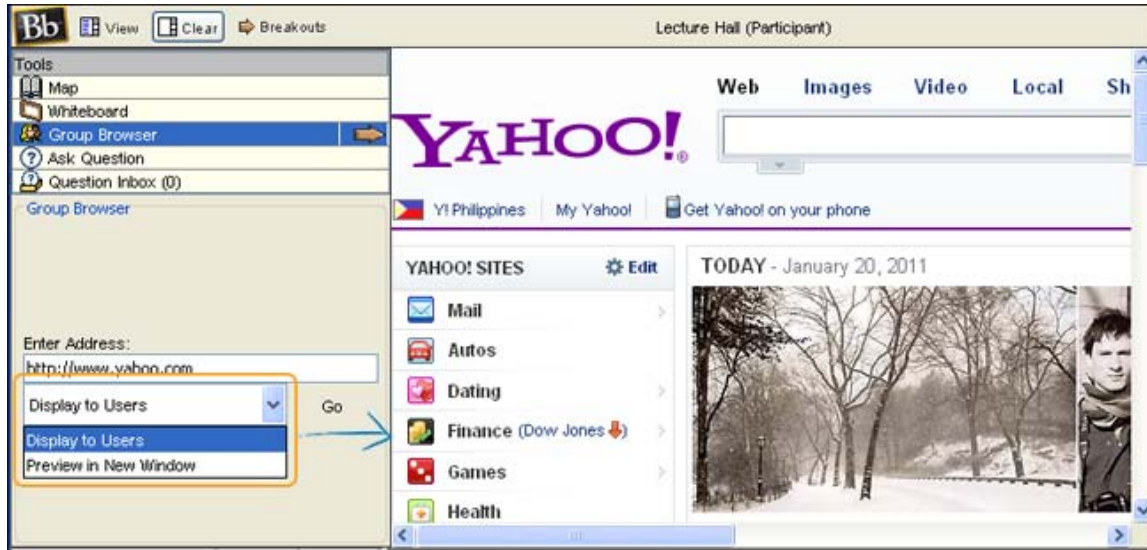 Bb View Clear Breakouts Lecture Hall (Participant)
Tools
Map
Whiteboard
Group Browser
Ask Question
Question Inbox (0)
Group Browser
Enter Address:
http://www.yahoo.com
Display to Users Go
Display to Users
Preview in New Window
Web Images Video Local Sh
YAHOO!®
Y! Philippines My Yahoo! Get Yahoo! on your phone
YAHOO! SITES Edit
Mail
Autos
Dating
Finance (Dow Jones)
Games
Health
TODAY - January 20, 2011